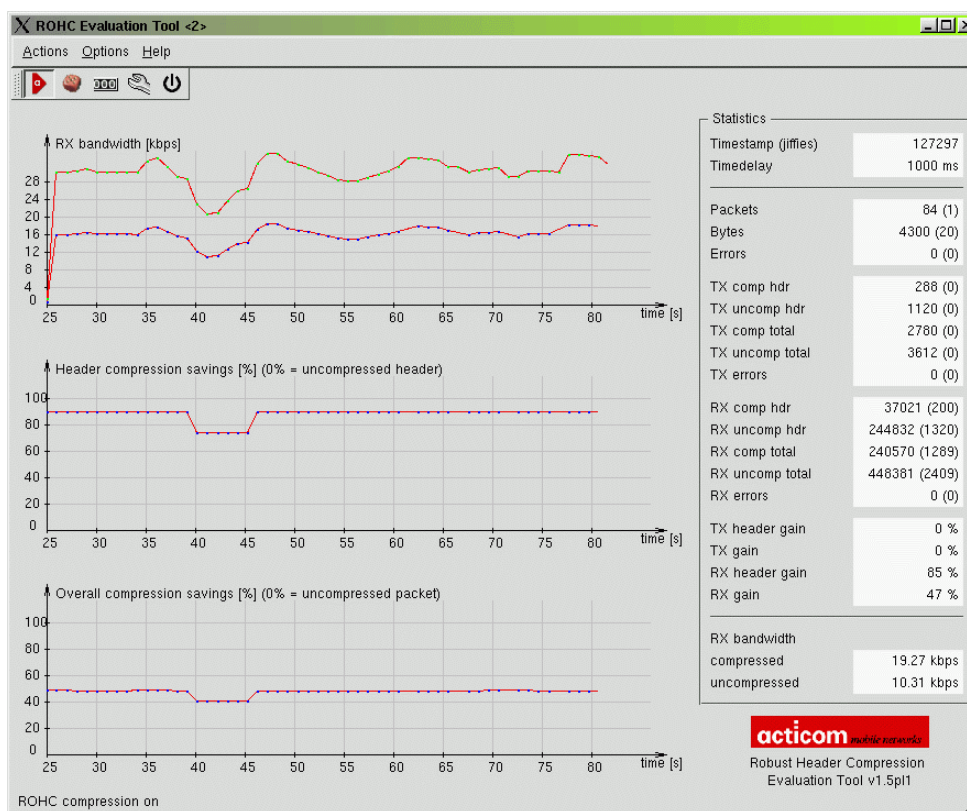 ROHC Evaluation Tool <2>
Actions Options Help
a
000
RX bandwidth [kbps]
28
24
20
16
12
8
4
0
25 30 35 40 45 50 55 60 65 70 75 80 time [s]
Header compression savings [%] (0% = uncompressed header)
100
80
60
40
20
0
25 30 35 40 45 50 55 60 65 70 75 80 time [s]
Overall compression savings [%] (0% = uncompressed packet)
100
80
60
40
20
0
25 30 35 40 45 50 55 60 65 70 75 80 time [s]
ROHC compression on
Statistics
Timestamp (jiffies) 127297
Timedelay 1000 ms
Packets 84 (1)
Bytes 4300 (20)
Errors 0 (0)
TX comp hdr 288 (0)
TX uncomp hdr 1120 (0)
TX comp total 2780 (0)
TX uncomp total 3612 (0)
TX errors 0 (0)
RX comp hdr 37021 (200)
RX uncomp hdr 244832 (1320)
RX comp total 240570 (1289)
RX uncomp total 448381 (2409)
RX errors 0 (0)
TX header gain 0 %
TX gain 0 %
RX header gain 85 %
RX gain 47 %
RX bandwidth
compressed 19.27 kbps
uncompressed 10.31 kbps
acticom mobile networks
Robust Header Compression
Evaluation Tool v1.5pl1